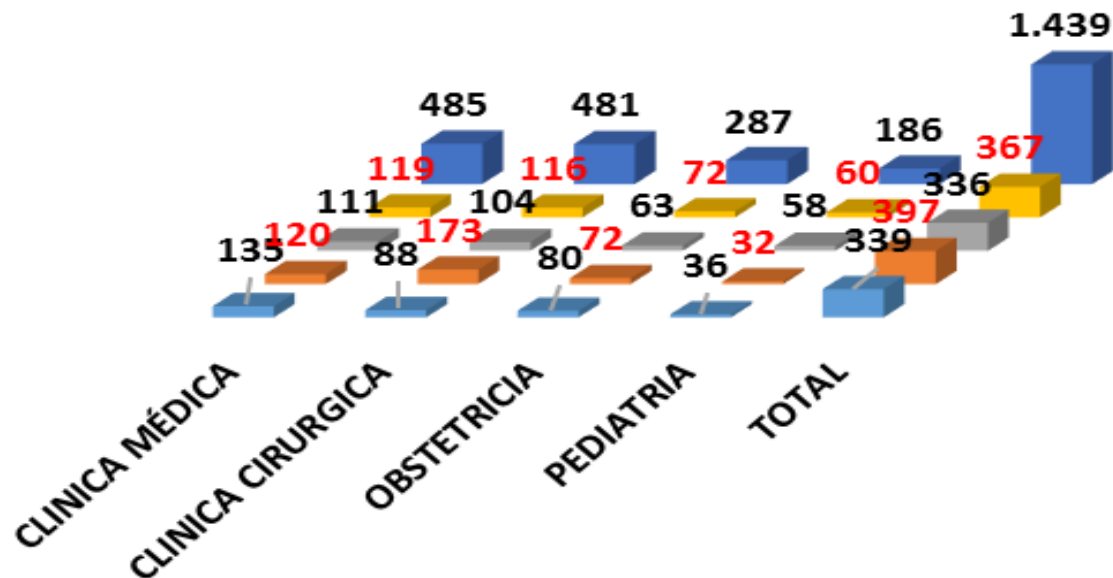 1.439
485 481 287 186
119 116 72 60 367
111 104 63 58 336
120 173 72 32 397
135 88 80 36 339
CLINICA MÉDICA
CLINICA CIRURGICA
OBSTETRICIA
PEDIATRIA
TOTAL